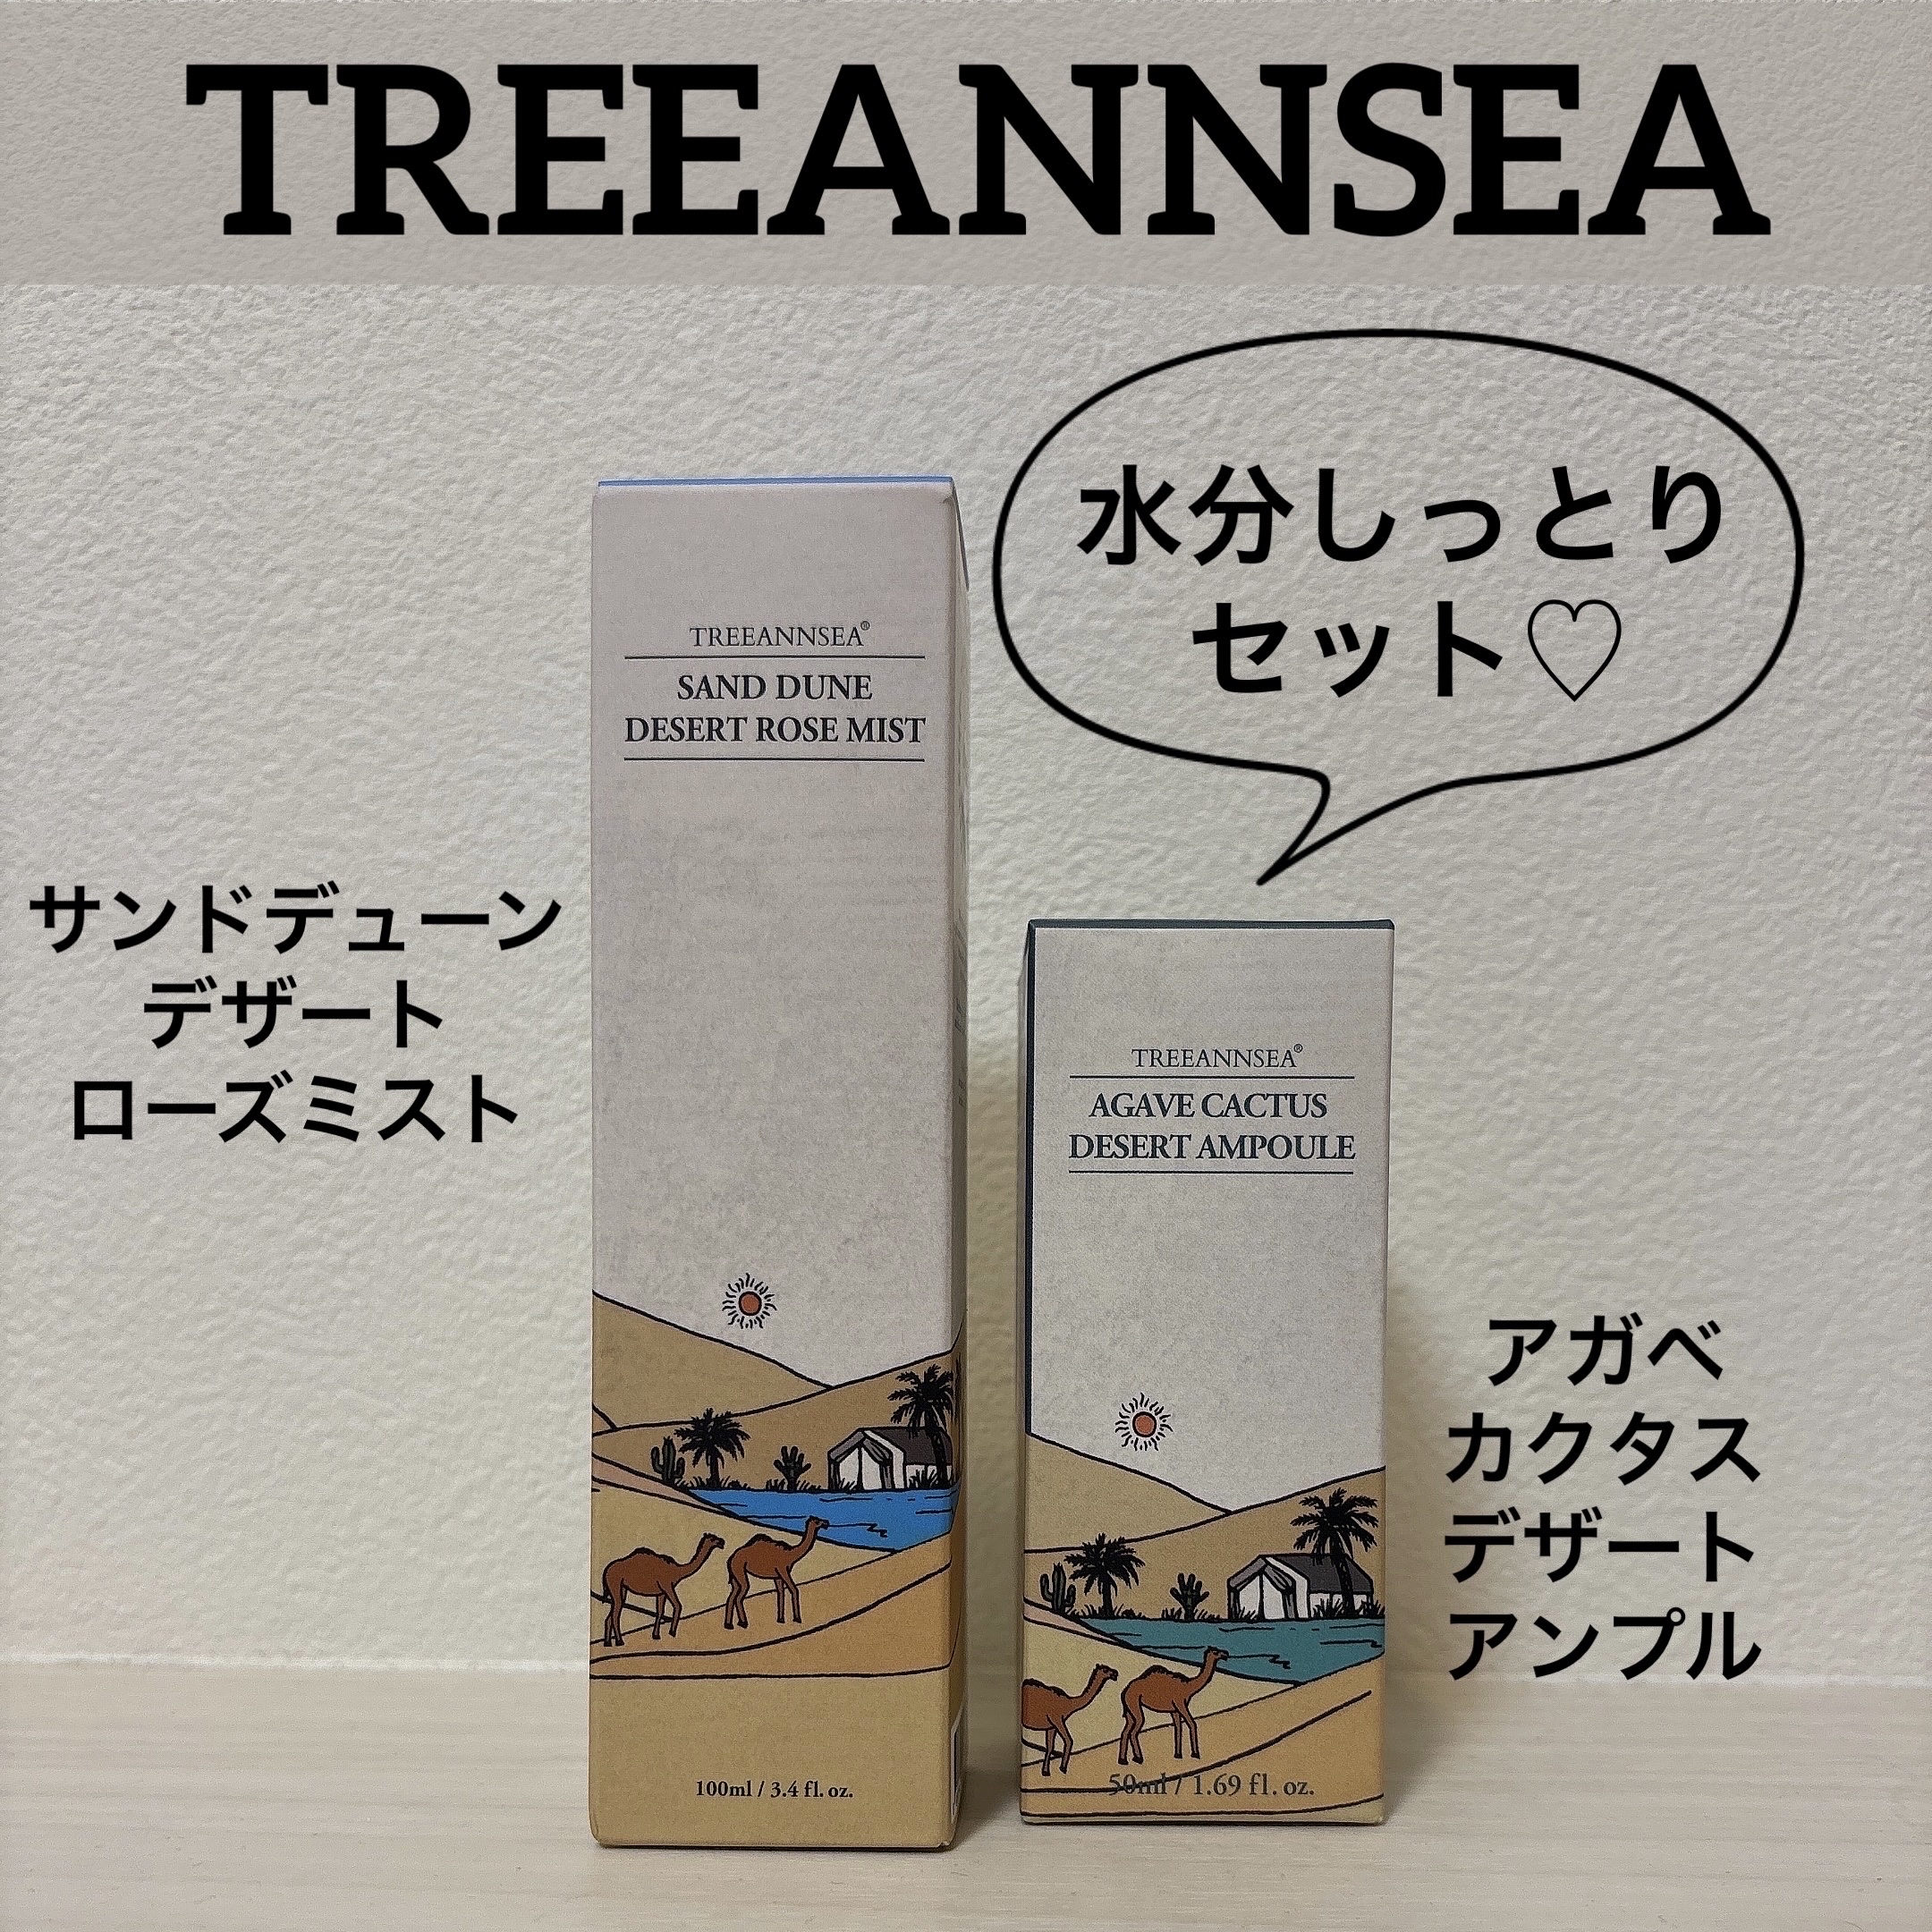 TREEANNSEA
水分しっとり
セット♡
TREEANNSEA®
SAND DUNE
DESERT ROSE MIST
サンドデューン
デザート
ローズミスト
TREEANNSEA®
AGAVE CACTUS
DESERT AMPOULE
アガベ
カクタス
デザート
アンプル
100ml / 3.4 fl. oz.
50ml / 1.69 fl. oz.